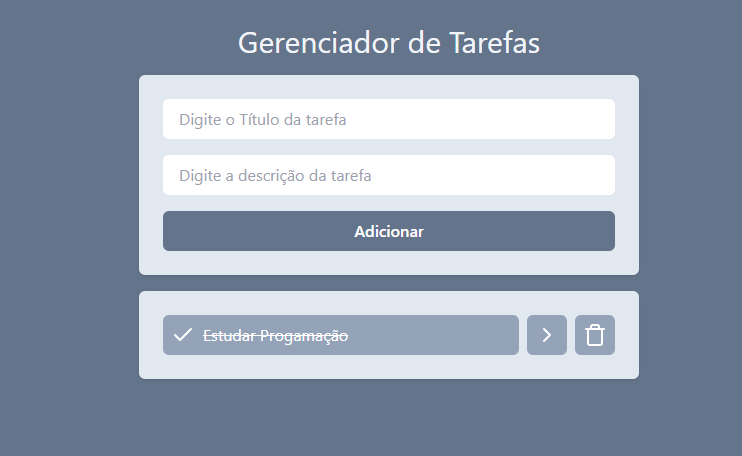 Gerenciador de Tarefas
Digite o Título da tarefa
Digite a descrição da tarefa
Adicionar
Estudar Progamação